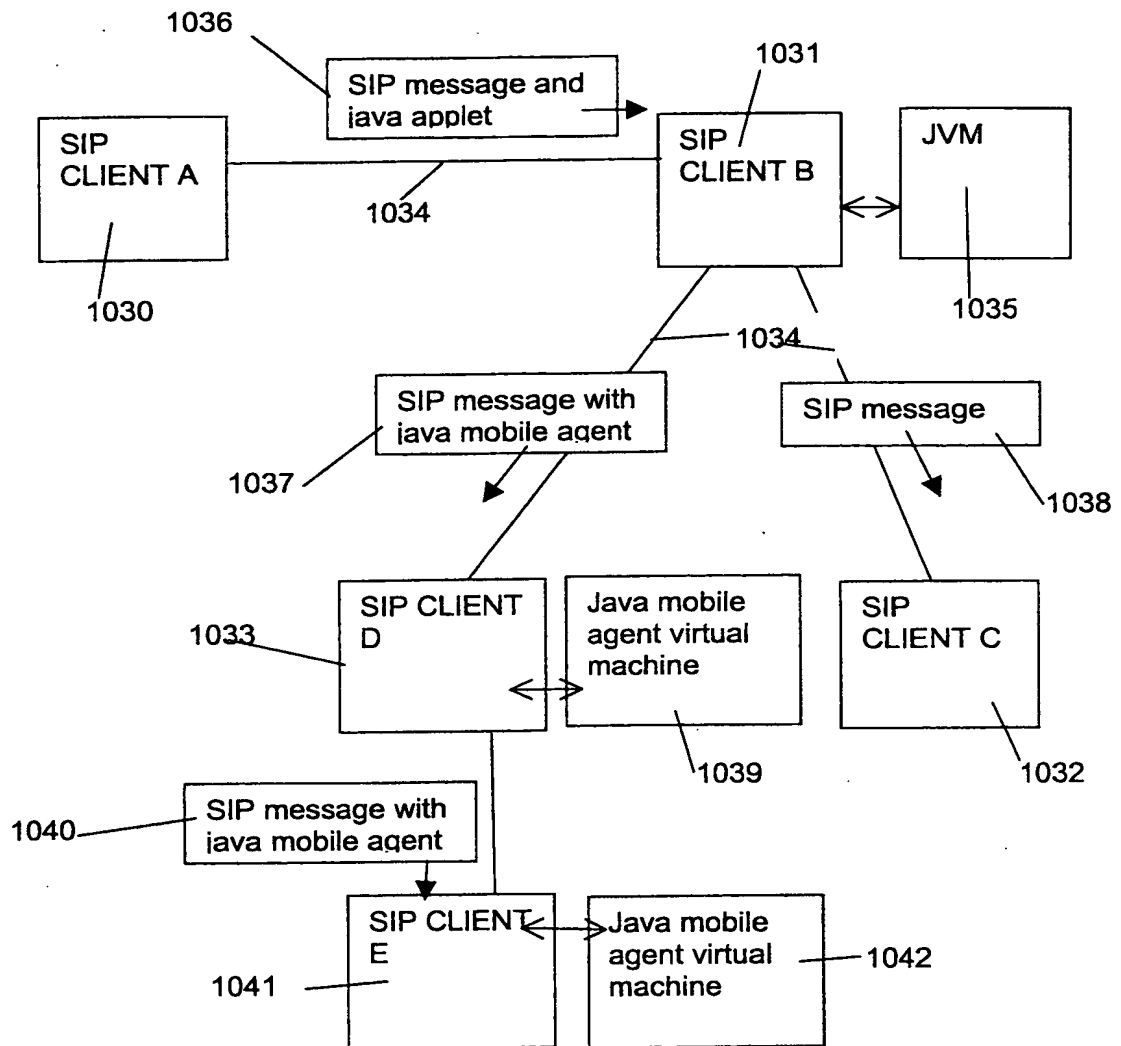 1036
1031
SIP message and
java applet
SIP
CLIENT A
SIP
CLIENT B
JVM
1034
1030
1035
1034
SIP message with
java mobile agent
SIP message
1037
1038
SIP CLIENT
D
Java mobile
agent virtual
machine
SIP
CLIENT C
1033
1039
1032
SIP message with
java mobile agent
1040
SIP CLIENT
E
Java mobile
agent virtual
machine
1042
1041